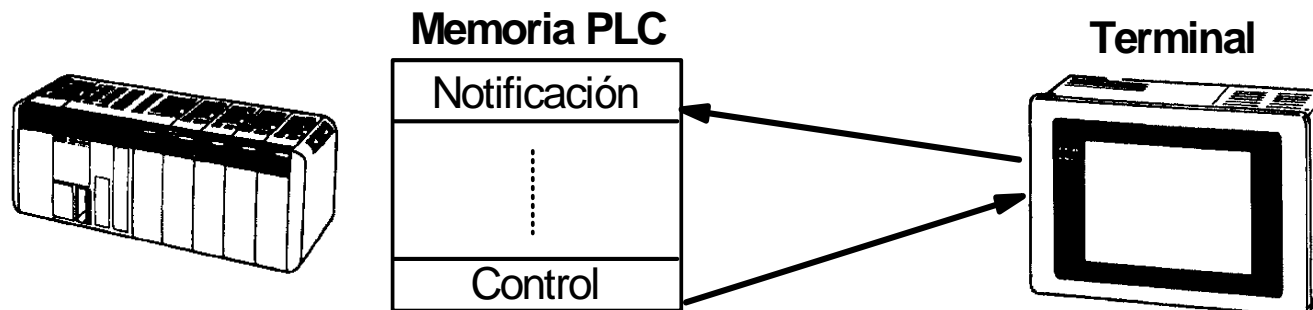 Memoria PLC
Terminal
Notificación
Control